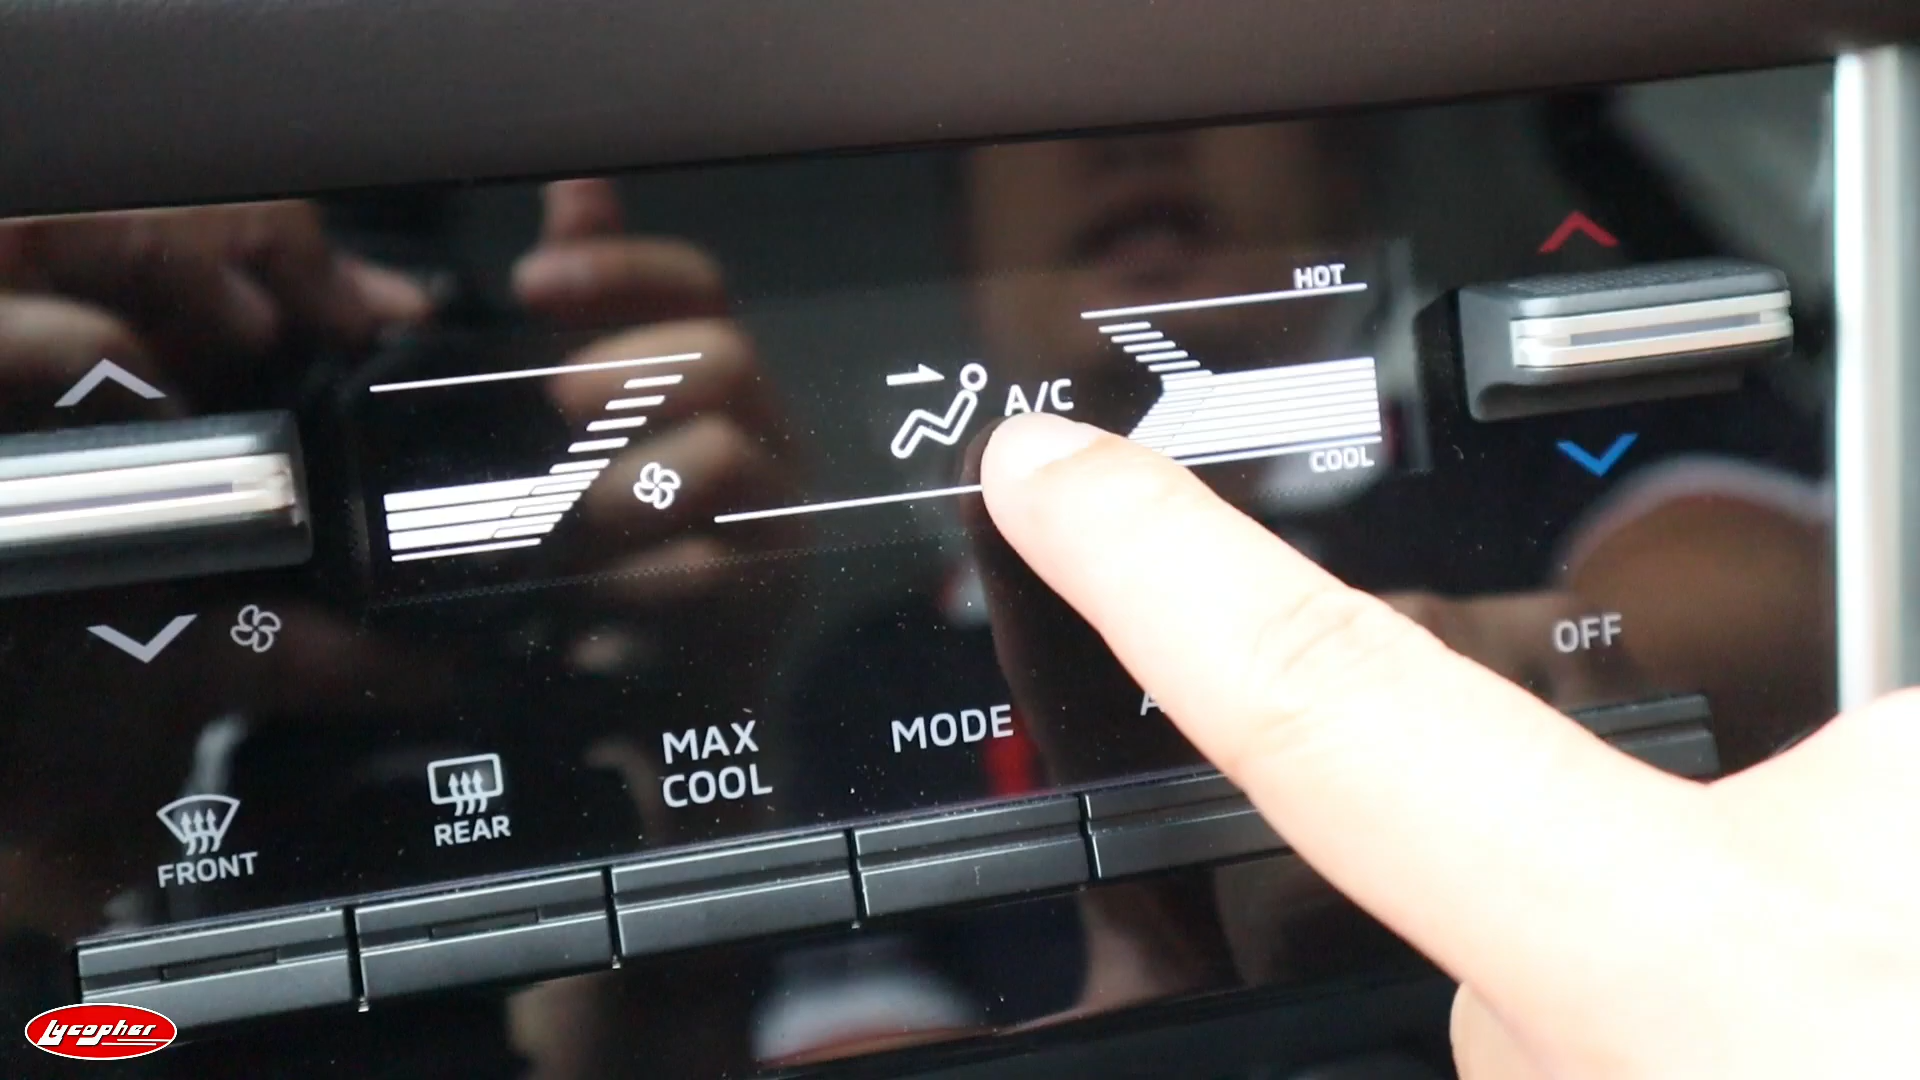 HOT
A/C
COOL
OFF
MAX
COOL
MODE
REAR
FRONT
Lycopher